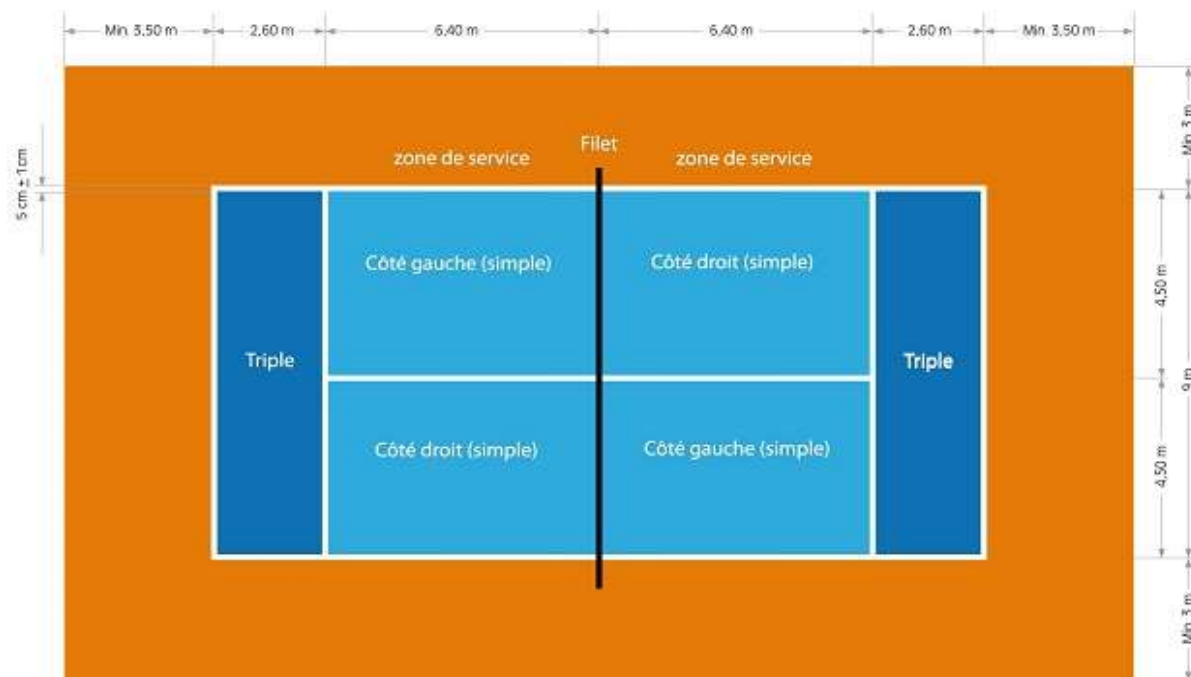 Min. 3,50 m
2,60 m
6,40 m
6,40 m
2,60 m
Min. 3,50 m
Min. 3 m
Filet
zone de service
zone de service
5 cm ± 1 cm
Côté gauche (simple)
Côté droit (simple)
4,50 m
Triple
Triple
9 m
Côté droit (simple)
Côté gauche (simple)
4,50 m
Min. 3 m